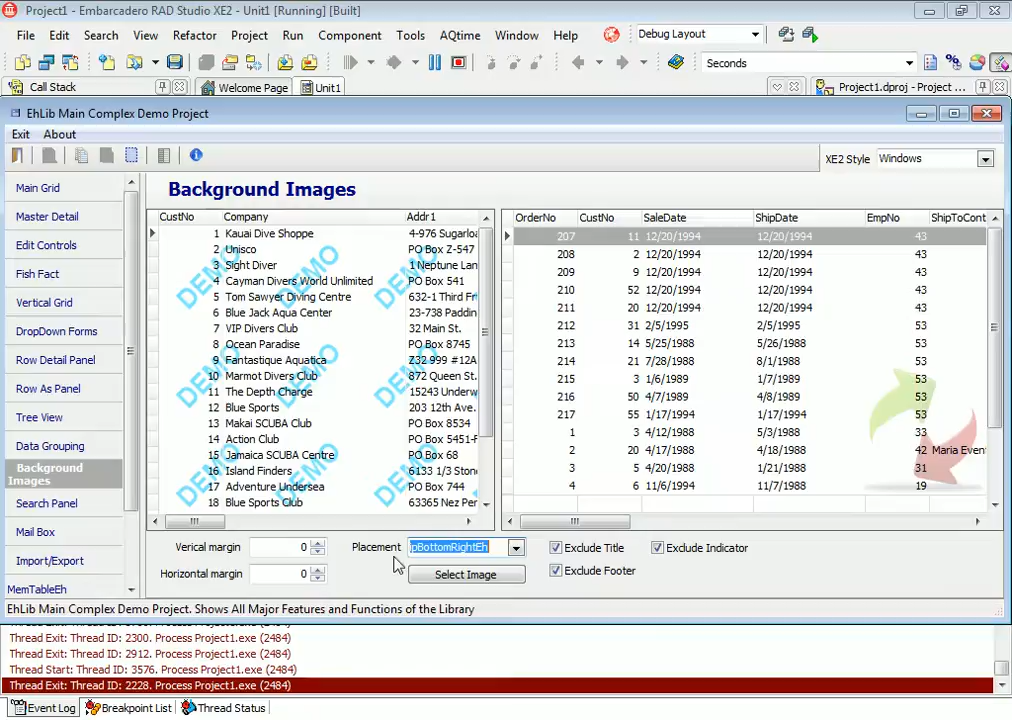 Project1 - Embarcadero RAD Studio XE2 - Unit1 [Running] [Built]
File Edit Search View Refactor Project Run Component Tools AQtime Window Help Debug Layout
Seconds
Call Stack Welcome Page Unit1 Project1.dproj - Project ...
EhLib Main Complex Demo Project
Exit About
XE2 Style Windows
Main Grid
Master Detail
Edit Controls
Fish Fact
Vertical Grid
DropDown Forms
Row Detail Panel
Row As Panel
Tree View
Data Grouping
Background
Images
Search Panel
Mail Box
Import/Export
MemTableEh
Background Images
CustNo Company Addr1
1 Kauai Dive Shoppe 4-976 Sugarloa
2 Unisco PO Box Z-547
3 Sight Diver 1 Neptune Lan
4 Cayman Divers World Unlimited PO Box 541
5 Tom Sawyer Diving Centre 632-1 Third Fr
6 Blue Jack Aqua Center 23-738 Paddin
7 VIP Divers Club 32 Main St.
8 Ocean Paradise PO Box 8745
9 Fantastique Aquatica Z32 999 #12A
10 Marmot Divers Club 872 Queen St.
11 The Depth Charge 15243 Underw
12 Blue Sports 203 12th Ave.
13 Makai SCUBA Club PO Box 8534
14 Action Club PO Box 5451-F
15 Jamaica SCUBA Centre PO Box 68
16 Island Finders 6133 1/3 Stone
17 Adventure Undersea PO Box 744
18 Blue Sports Club 63365 Nez Per
DEMO DEMO DEMO
DEMO DEMO DEMO
DEMO DEMO DEMO
OrderNo CustNo SaleDate ShipDate EmpNo ShipToCont
207 11 12/20/1994 12/20/1994 43
208 2 12/20/1994 12/20/1994 43
209 9 12/20/1994 12/20/1994 43
210 52 12/20/1994 12/20/1994 43
211 20 12/20/1994 12/20/1994 43
212 31 2/5/1995 2/5/1995 53
213 14 5/25/1988 5/26/1988 53
214 21 7/28/1988 8/1/1988 53
215 3 1/6/1989 1/7/1989 53
216 50 4/7/1989 4/8/1989 53
217 55 1/17/1994 1/17/1994 53
1 3 4/12/1988 5/3/1988 33
2 20 4/17/1988 4/18/1988 42 Maria Even
3 5 4/20/1988 1/21/1988 31
4 6 11/6/1994 11/7/1988 19
Verical margin 0 Placement ipBottomRightEh Exclude Title Exclude Indicator
Horizontal margin 0 Select Image Exclude Footer
EhLib Main Complex Demo Project. Shows All Major Features and Functions of the Library
Thread Exit: Thread ID: 2300. Process Project1.exe (2484)
Thread Exit: Thread ID: 2912. Process Project1.exe (2484)
Thread Start: Thread ID: 3576. Process Project1.exe (2484)
Thread Exit: Thread ID: 2228. Process Project1.exe (2484)
Event Log Breakpoint List Thread Status